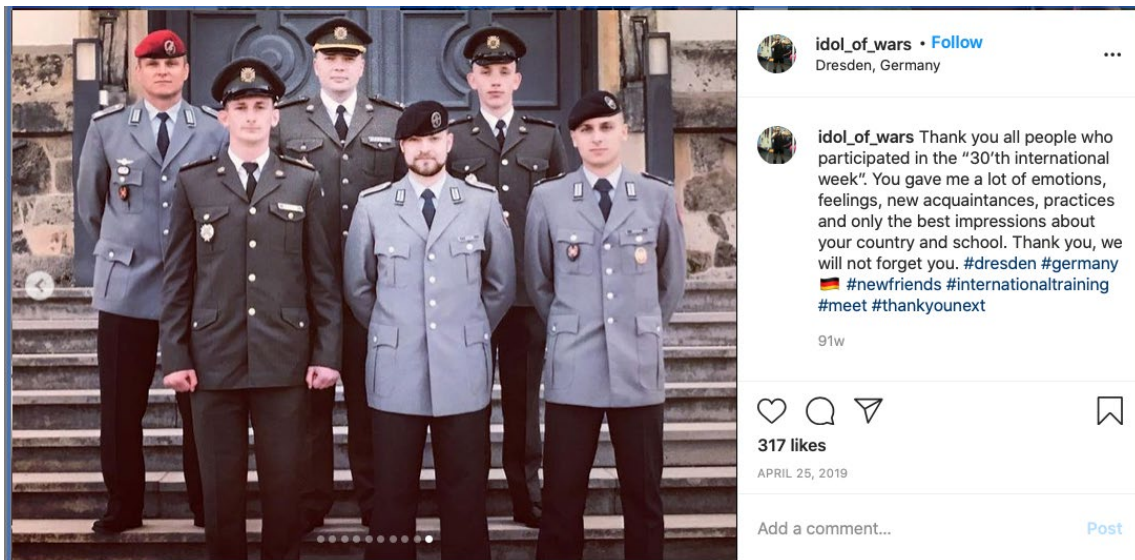 idol_of_wars • Follow
Dresden, Germany
idol_of_wars Thank you all people who
participated in the “30’th international
week”. You gave me a lot of emotions,
feelings, new acquaintances, practices
and only the best impressions about
your country and school. Thank you, we
will not forget you. #dresden #germany
🇩🇪 #newfriends #internationaltraining
#meet #thankyounext
91w
317 likes
APRIL 25, 2019
Add a comment...
Post